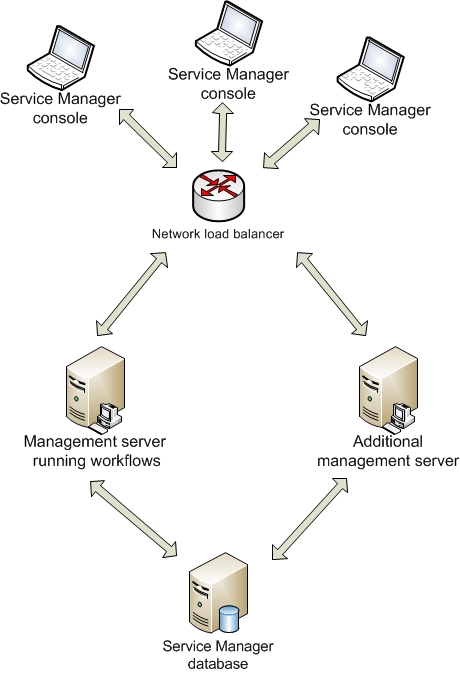 Service Manager
console
Service Manager
console
Service Manager
console
Network load balancer
Management server
running workflows
Additional
management server
Service Manager
database